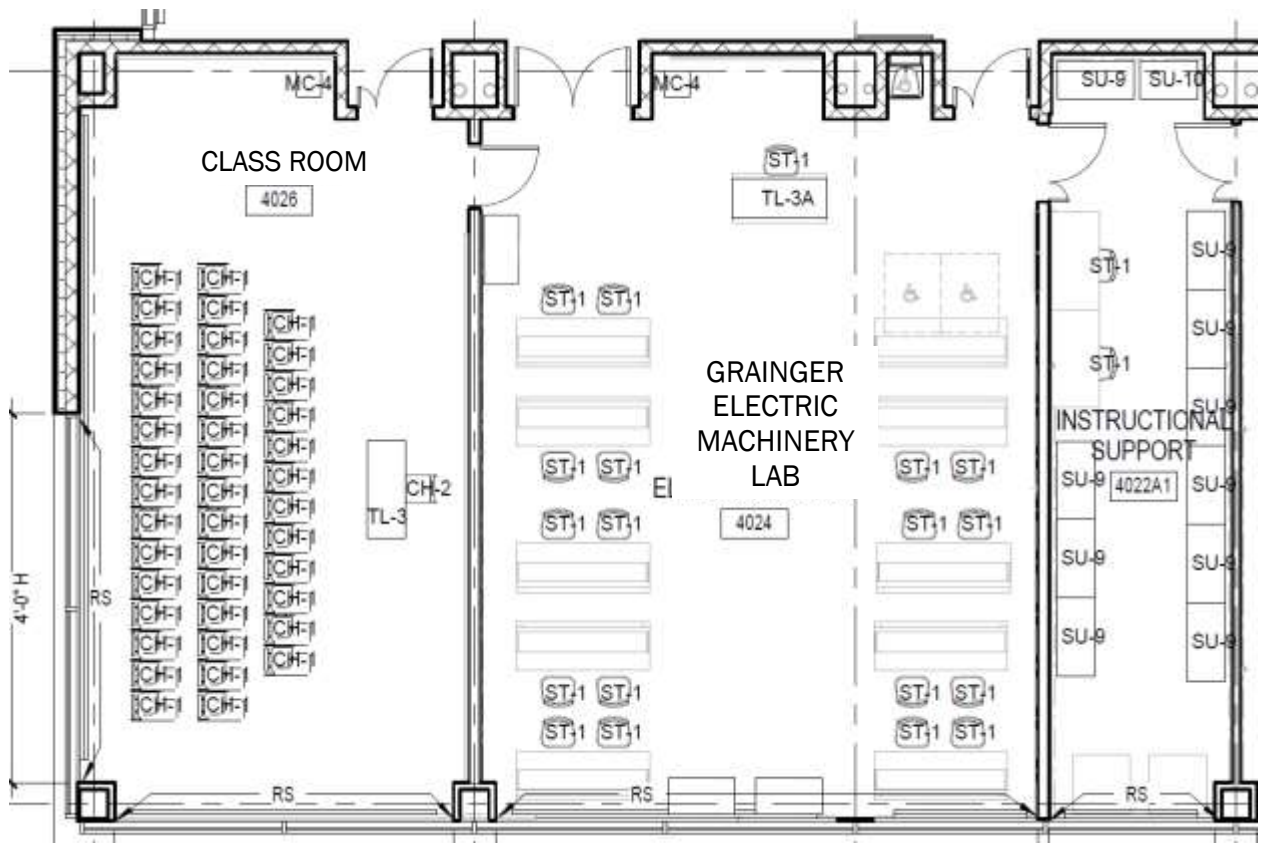 MC-4
CLASS ROOM
4026
CH-1 CH-1
CH-1 CH-1
CH-1 CH-1 CH-1
CH-1 CH-1 CH-1
CH-1 CH-1 CH-1
CH-1 CH-1 CH-1
CH-1 CH-1 CH-1
CH-1 CH-1 CH-1
CH-1 CH-1 CH-1
CH-1 CH-1 CH-1
CH-1 CH-1 CH-1
CH-1 CH-1 CH-1
CH-1 CH-1 CH-1
CH-1 CH-1 CH-1
CH-1 CH-1
CH-2
TL-3
4'-0" H
RS
RS
MC-4
ST-1
TL-3A
ST-1 ST-1
GRAINGER
ELECTRIC
MACHINERY
LAB
4024
ST-1 ST-1
ST-1 ST-1
ST-1 ST-1
ST-1 ST-1
ST-1 ST-1
ST-1 ST-1
ST-1 ST-1
ST-1 ST-1
RS
SU-9 SU-10
ST-1
ST-1
SU-9
SU-9
SU-9
INSTRUCTIONAL
SUPPORT
4022A1
SU-9 SU-9
SU-9 SU-9
SU-9 SU-9
RS